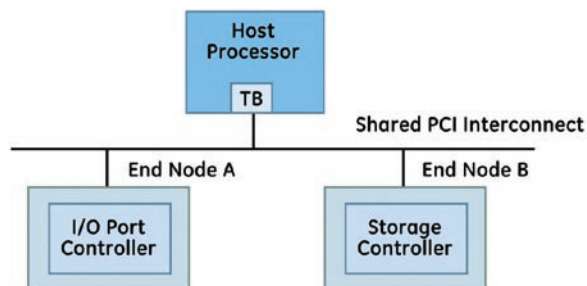 Host
Processor
TB
Shared PCI Interconnect
End Node A
End Node B
I/O Port
Controller
Storage
Controller